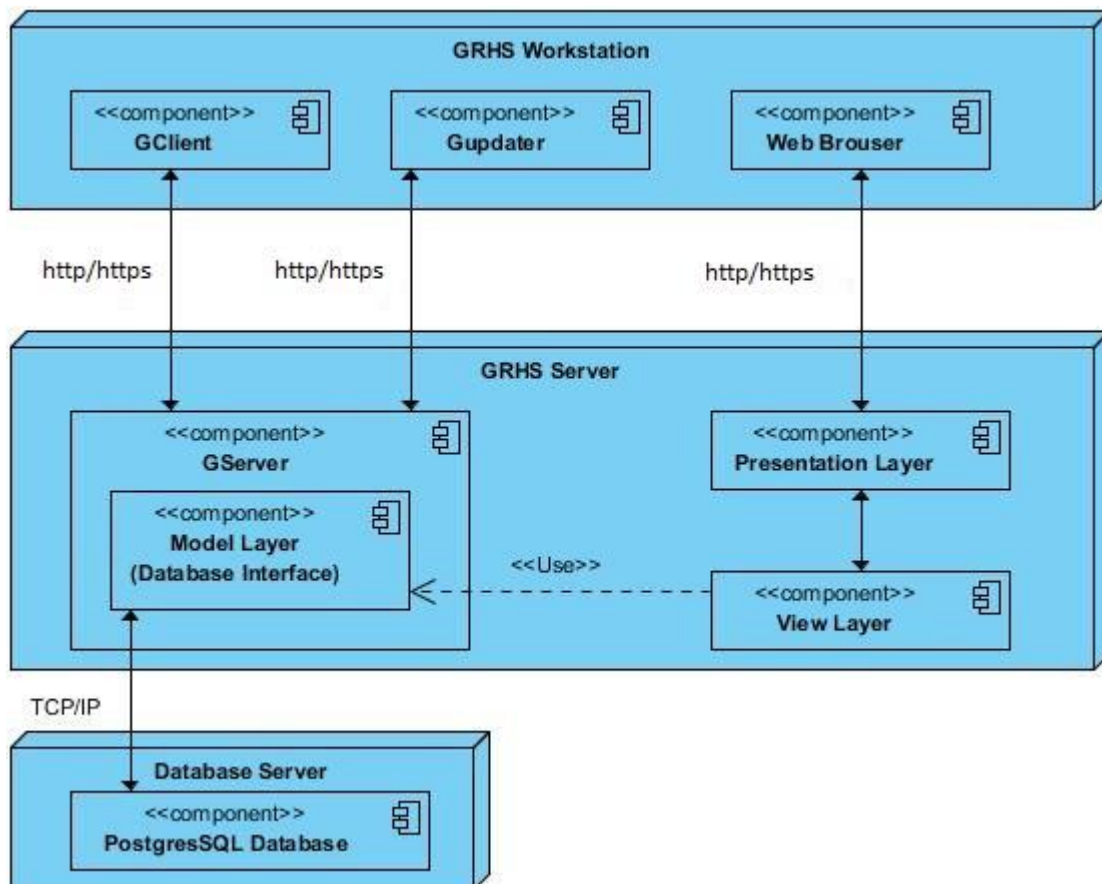 GRHS Workstation
<<component>>
GClient
<<component>>
Gupdater
<<component>>
Web Brouser
http/https
http/https
http/https
GRHS Server
<<component>>
GServer
<<component>>
Model Layer
(Database Interface)
<<component>>
Presentation Layer
<<Use>>
<<component>>
View Layer
TCP/IP
Database Server
<<component>>
PostgresSQL Database